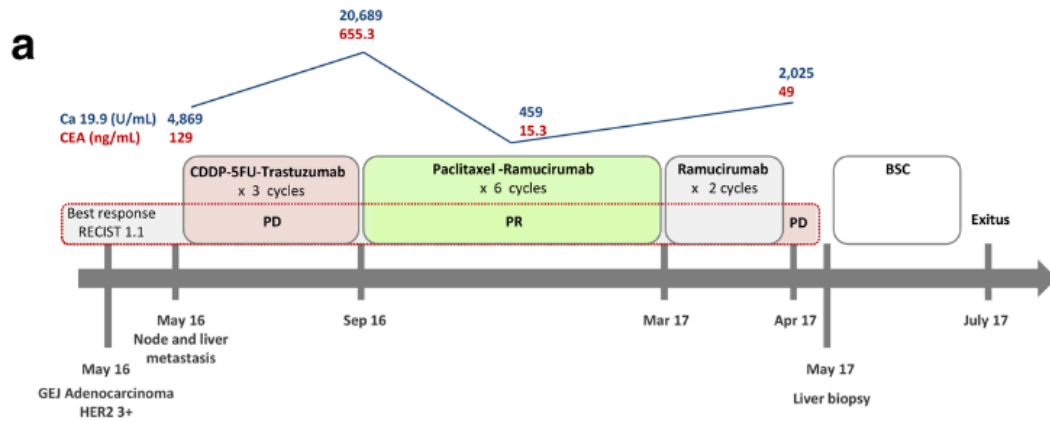 a
20,689
655.3
2,025
49
459
15.3
Ca 19.9 (U/mL) 4,869
CEA (ng/mL) 129
CDDP-5FU-Trastuzumab
x 3 cycles
PD
Paclitaxel -Ramucirumab
x 6 cycles
PR
Ramucirumab
x 2 cycles
PD
BSC
Best response
RECIST 1.1
Exitus
May 16
Node and liver
metastasis
Sep 16
Mar 17
Apr 17
July 17
May 16
GEJ Adenocarcinoma
HER2 3+
May 17
Liver biopsy